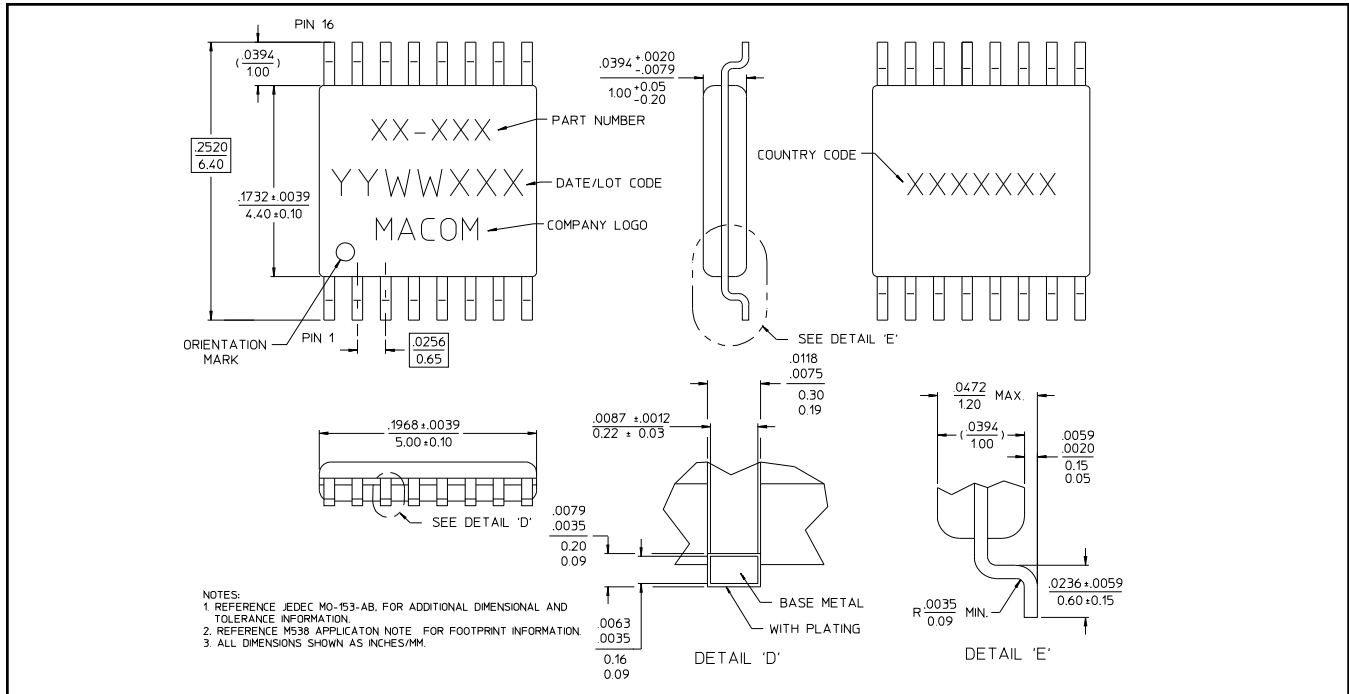 PIN 16
(.0394
1.00)
.2520
6.40
.1732 ±.0039
4.40 ±0.10
XX-XXX
PART NUMBER
YYWWXXX
DATE/LOT CODE
MACOM
COMPANY LOGO
ORIENTATION
MARK
PIN 1
.0256
0.65
.0394 +.0020
-.0079
1.00 +0.05
-0.20
SEE DETAIL 'E'
COUNTRY CODE
XXXXXXX
.1968 ±.0039
5.00 ±0.10
SEE DETAIL 'D'
.0118
.0075
0.30
0.19
.0087 ±.0012
0.22 ± 0.03
.0079
.0035
0.20
0.09
.0063
.0035
0.16
0.09
BASE METAL
WITH PLATING
DETAIL 'D'
.0472
1.20 MAX.
(.0394
1.00)
.0059
.0020
0.15
0.05
.0236 ±.0059
0.60 ±0.15
R .0035
0.09 MIN.
DETAIL 'E'
NOTES:
1. REFERENCE JEDEC MO-153-AB, FOR ADDITIONAL DIMENSIONAL AND
TOLERANCE INFORMATION.
2. REFERENCE M538 APPLICATON NOTE FOR FOOTPRINT INFORMATION.
3. ALL DIMENSIONS SHOWN AS INCHES/MM.